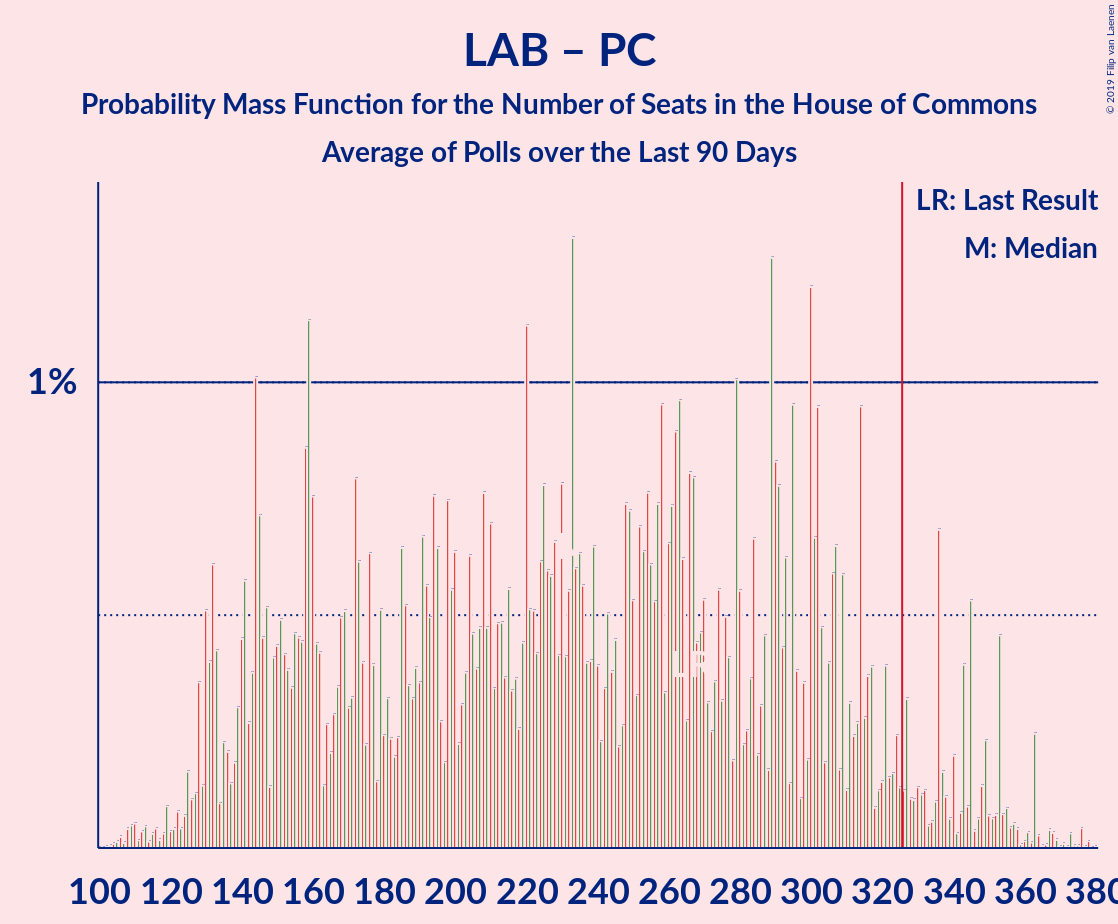 LAB – PC
Probability Mass Function for the Number of Seats in the House of Commons
Average of Polls over the Last 90 Days
© 2019 Filip van Laenen
LR: Last Result
M: Median
1%
100 120 140 160 180 200 220 240 260 280 300 320 340 360 380